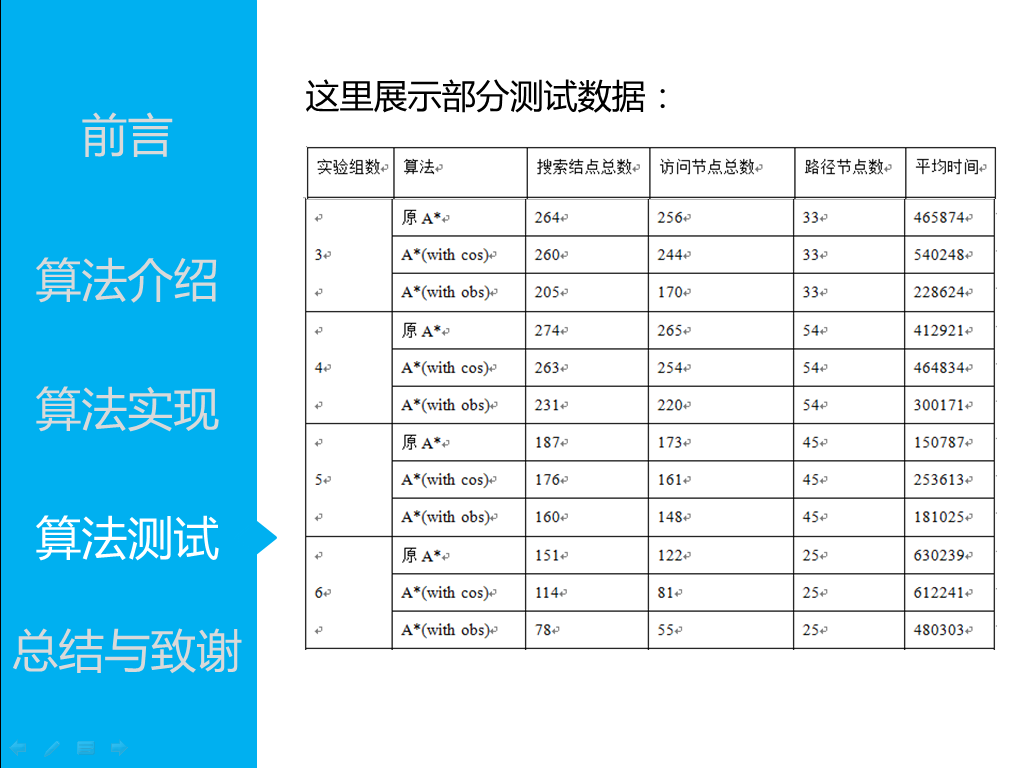 前言
算法介绍
算法实现
算法测试
总结与致谢
这里展示部分测试数据：
实验组数 算法 搜索结点总数 访问节点总数 路径节点数 平均时间
原 A* 264 256 33 465874
3 A*(with cos) 260 244 33 540248
A*(with obs) 205 170 33 228624
原 A* 274 265 54 412921
4 A*(with cos) 263 254 54 464834
A*(with obs) 231 220 54 300171
原 A* 187 173 45 150787
5 A*(with cos) 176 161 45 253613
A*(with obs) 160 148 45 181025
原 A* 151 122 25 630239
6 A*(with cos) 114 81 25 612241
A*(with obs) 78 55 25 480303